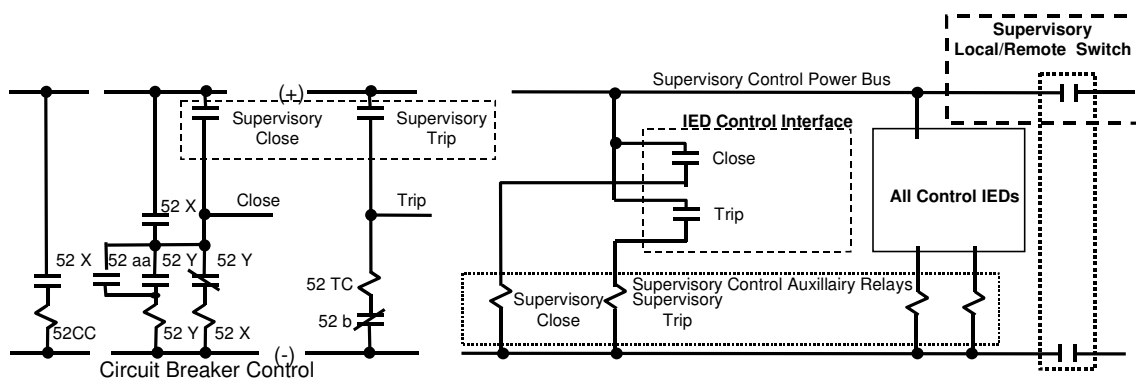 Supervisory
Local/Remote Switch
Supervisory Control Power Bus
(+)
Supervisory
Close
Supervisory
Trip
IED Control Interface
Close
Trip
All Control IEDs
52 X
Close
Trip
52 X
52 aa
52 Y
52 Y
52 TC
52 b
52CC
52 Y
52 X
Supervisory Control Auxillairy Relays
Supervisory
Close
Supervisory
Trip
(-)
Circuit Breaker Control